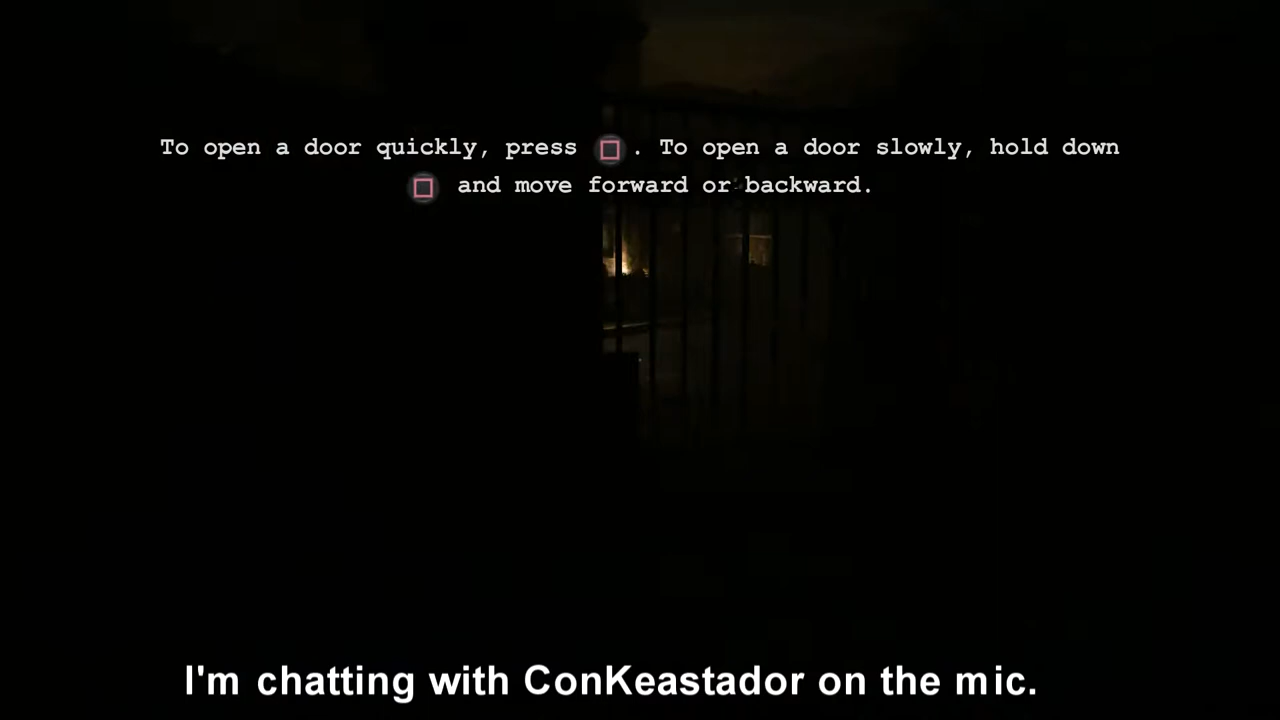 To open a door quickly, press □. To open a door slowly, hold down
□ and move forward or backward.
I'm chatting with ConKeastador on the mic.